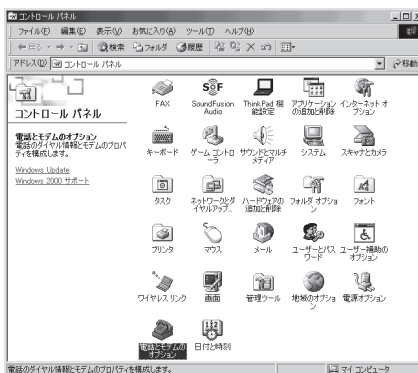 コントロール パネル
ファイル(F) 編集(E) 表示(V) お気に入り(A) ツール(T) ヘルプ(H)
戻る 検索 フォルダ 履歴
アドレス(D) コントロール パネル 移動
コントロール パネル
電話とモデムのオプション
電話のダイヤル情報とモデムのプロパティを構成します。
Windows Update
Windows 2000 サポート
FAX
SoundFusion Audio
ThinkPad 機能設定
アプリケーションの追加と削除
インターネット オプション
キーボード
ゲーム コントローラ
サウンドとマルチメディア
システム
スキャナとカメラ
タスク
ネットワークとダイヤルアップ...
ハードウェアの追加と削除
フォルダ オプション
フォント
プリンタ
マウス
メール
ユーザーとパスワード
ユーザー補助のオプション
ワイヤレス リンク
画面
管理ツール
地域のオプション
電源オプション
電話とモデムのオプション
日付と時刻
電話のダイヤル情報とモデムのプロパティを構成します。 マイ コンピュータ